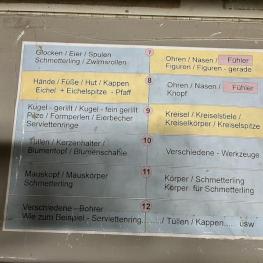 Glocken / Eier / Spulen
Schmetterling / Zwirnsrollen
7
Ohren / Nasen / Fühler
Figuren / Figuren - gerade
Hände / Füße / Hut / Kappen
Eichel + Eichelspitze - Pfaff
8
Ohren / Nasen / Fühler
Knopf
Kugel - gerillt / Kugel - fein gerillt
Pilze / Formperlen / Eierbecher
Serviettenringe
9
Kreisel / Kreiselstiele /
Kreiselkörper / Kreiselspitze
Tüllen / Kerzenhalter /
Blumentopf / Blumenschale
10
Verschiedene - Werkzeuge
Mauskopf / Mauskörper
Schmetterling
11
Körper / Schmetterling
Körper für Schmetterling
Verschiedene - Bohrer
Wie zum Beispiel - Serviettenring
12
/ Tüllen / Kappen..... usw